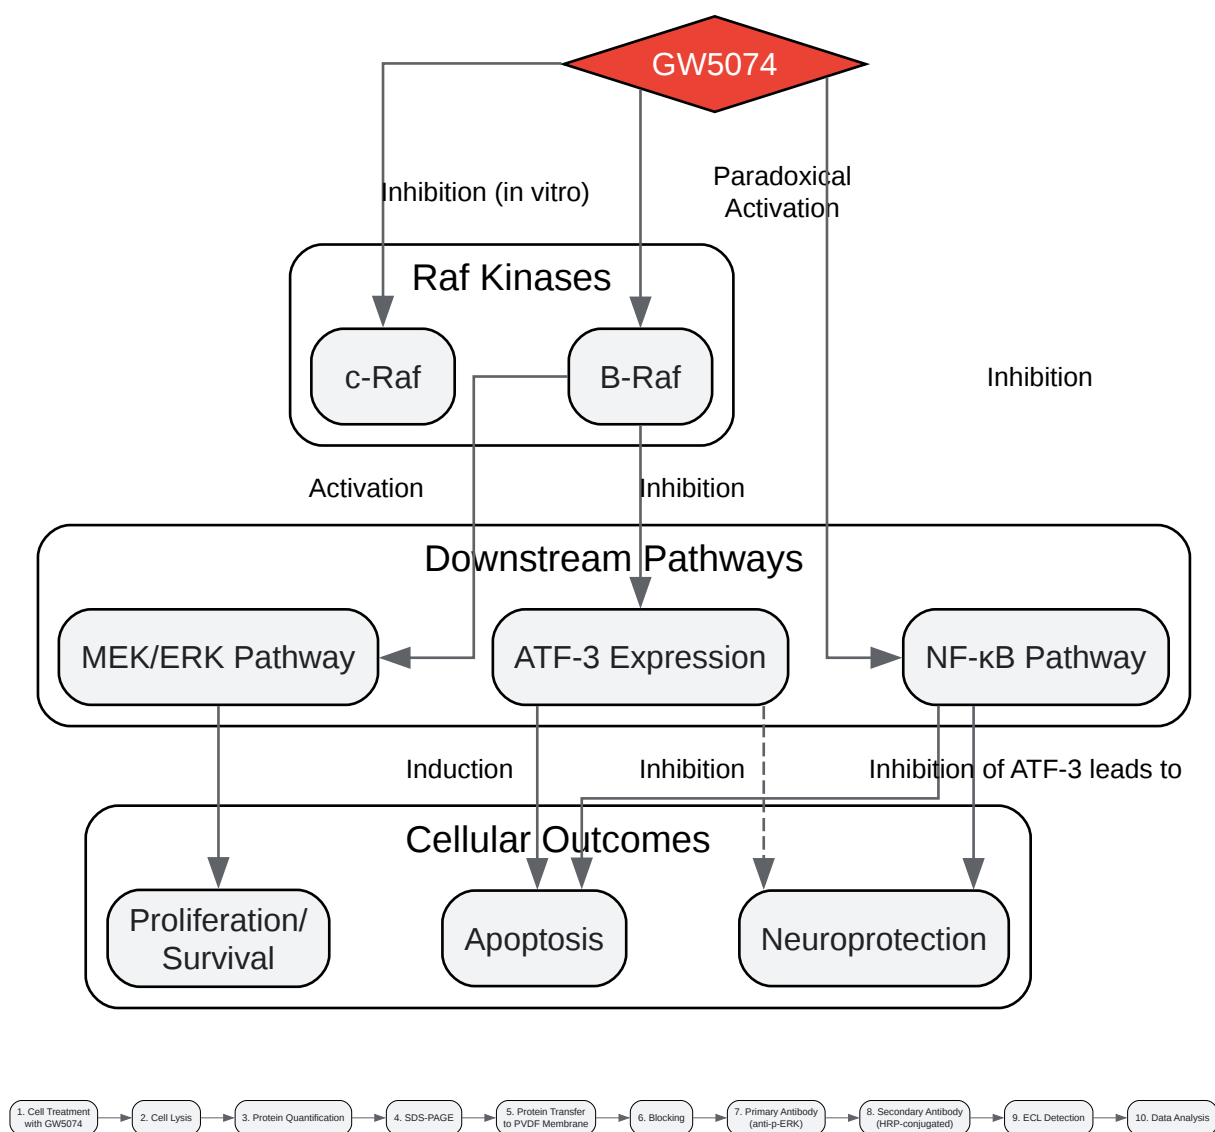 GW5074
Inhibition (in vitro)
Paradoxical
Activation
Raf Kinases
c-Raf
B-Raf
Inhibition
Activation
Inhibition
Downstream Pathways
MEK/ERK Pathway
ATF-3 Expression
NF-κB Pathway
Induction
Inhibition
Inhibition of ATF-3 leads to
Cellular Outcomes
Proliferation/
Survival
Apoptosis
Neuroprotection
1. Cell Treatment
with GW5074
2. Cell Lysis
3. Protein Quantification
4. SDS-PAGE
5. Protein Transfer
to PVDF Membrane
6. Blocking
7. Primary Antibody
(anti-p-ERK)
8. Secondary Antibody
(HRP-conjugated)
9. ECL Detection
10. Data Analysis